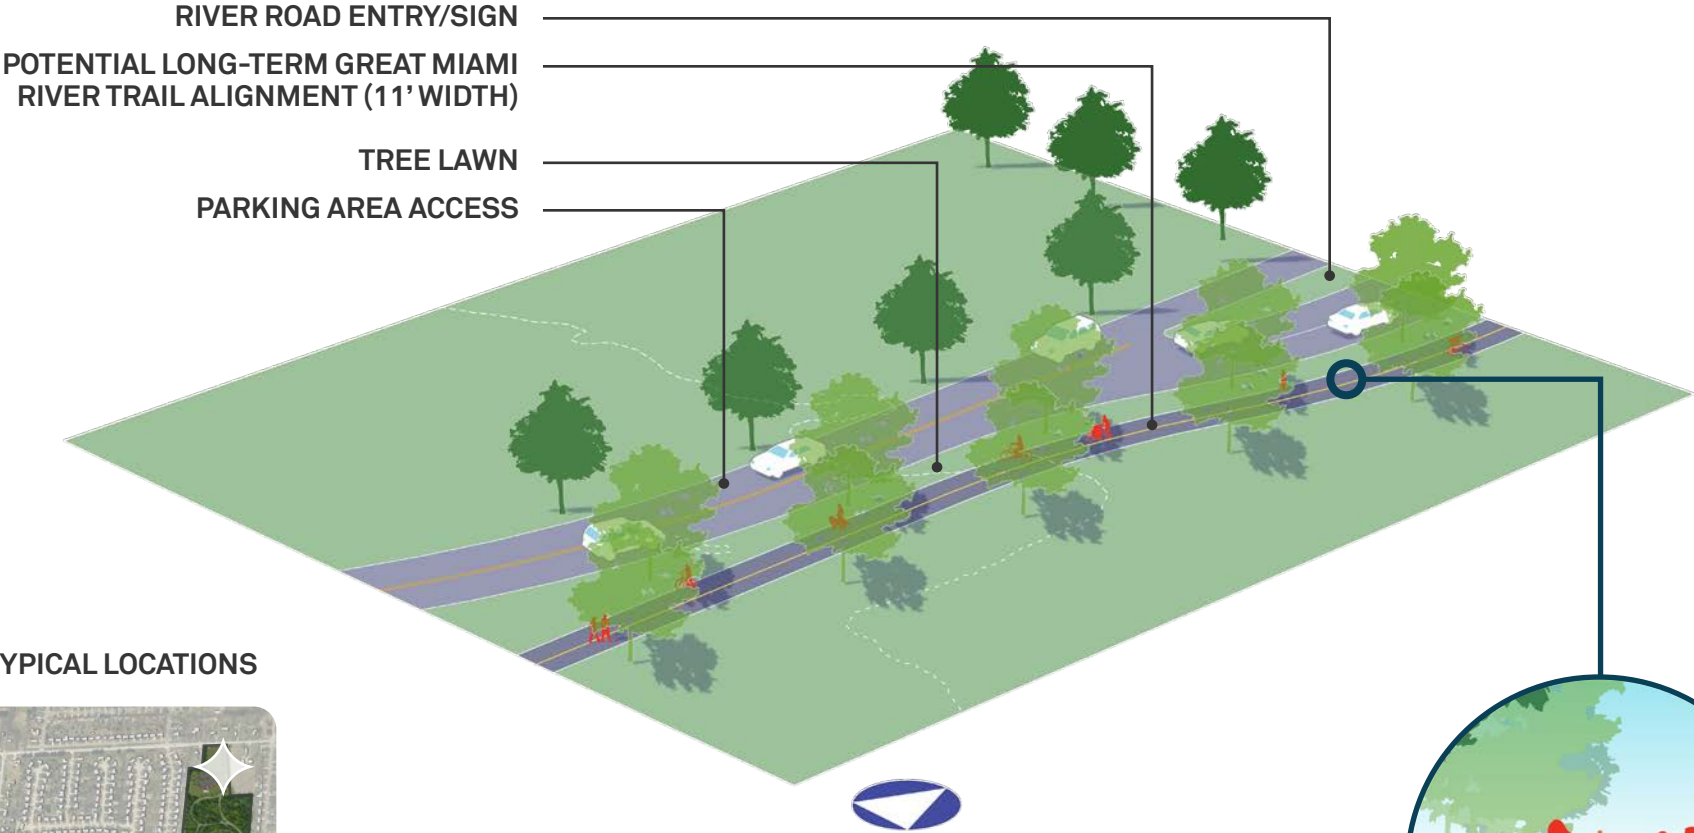 RIVER ROAD ENTRY/SIGN
POTENTIAL LONG-TERM GREAT MIAMI
RIVER TRAIL ALIGNMENT (11’ WIDTH)
TREE LAWN
PARKING AREA ACCESS
YPICAL LOCATIONS